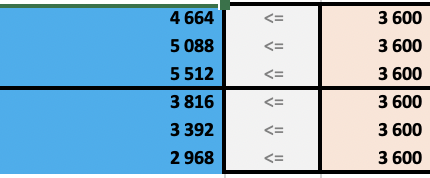 4 664 <= 3 600
5 088 <= 3 600
5 512 <= 3 600
3 816 <= 3 600
3 392 <= 3 600
2 968 <= 3 600